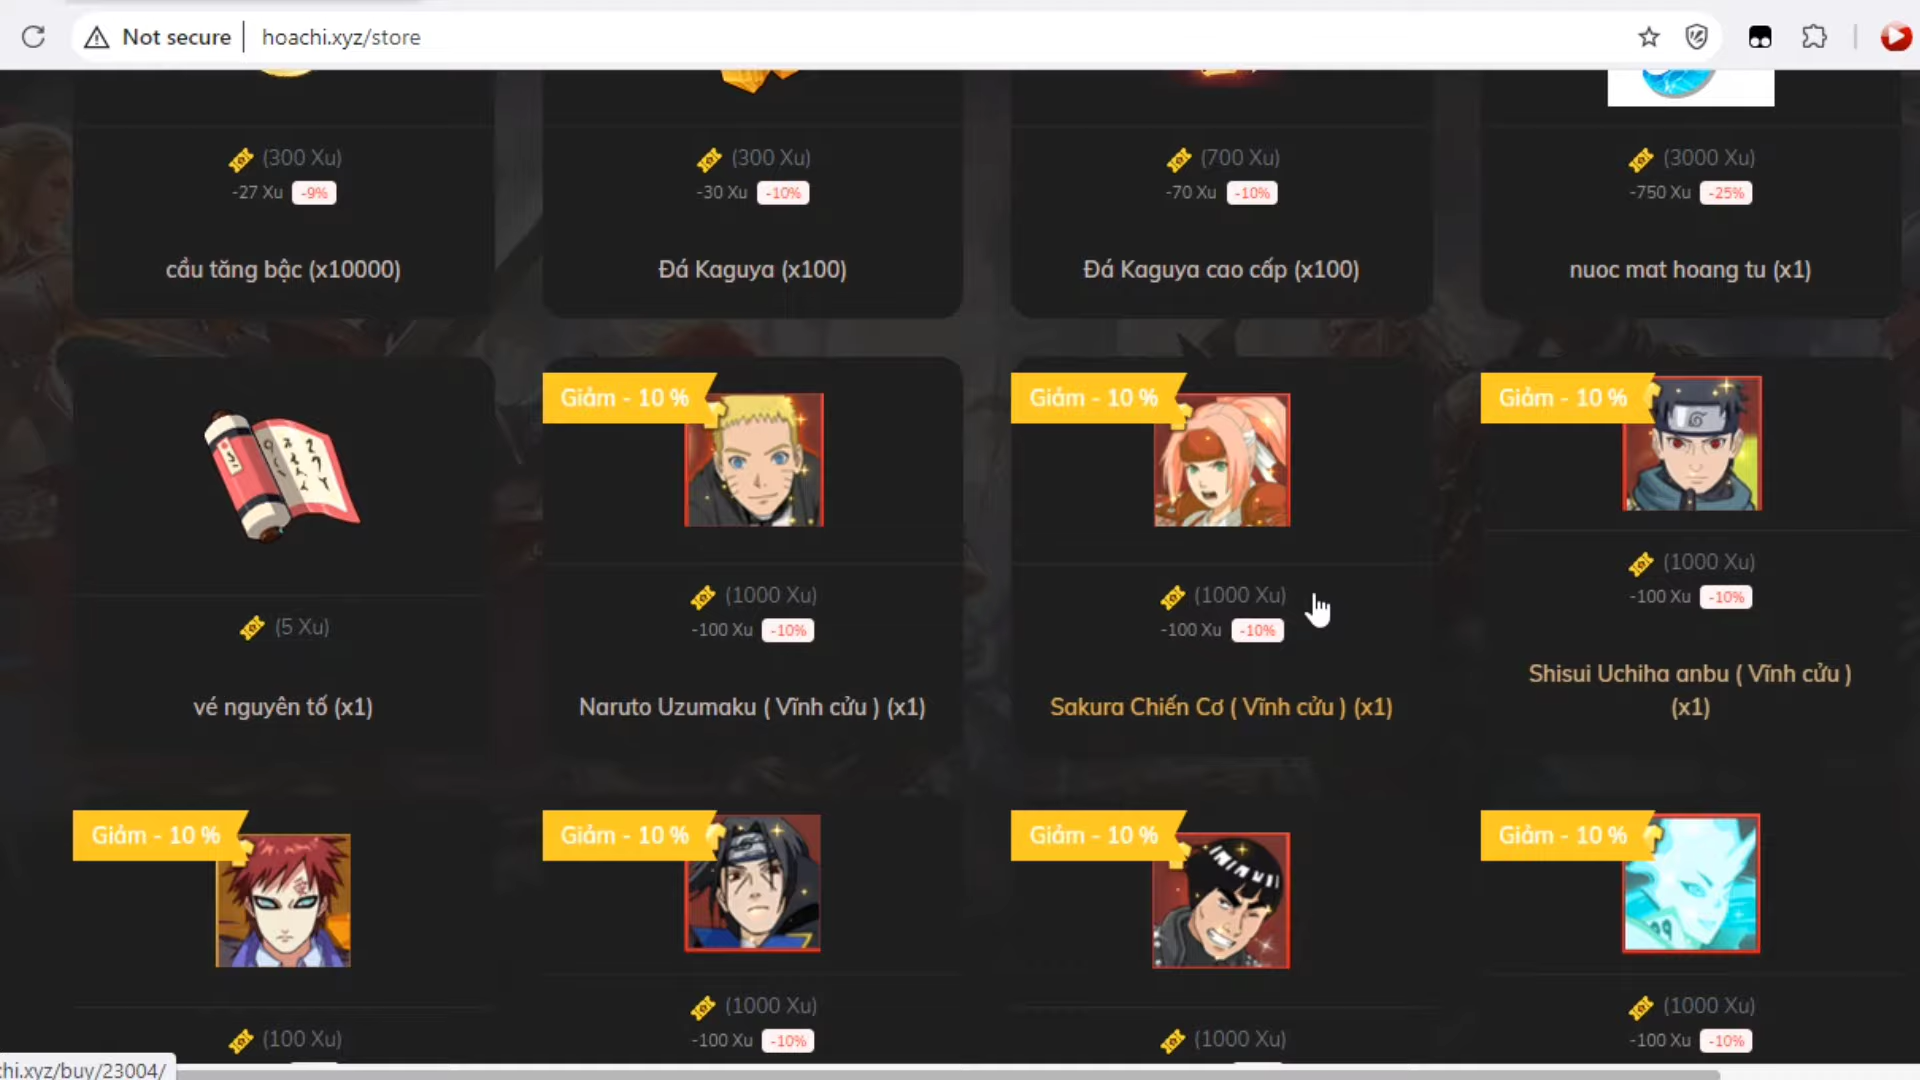 Not secure
hoachi.xyz/store
(300 Xu)
-27 Xu -9%
cầu tăng bậc (x10000)
(300 Xu)
-30 Xu -10%
Đá Kaguya (x100)
(700 Xu)
-70 Xu -10%
Đá Kaguya cao cấp (x100)
(3000 Xu)
-750 Xu -25%
nuoc mat hoang tu (x1)
(5 Xu)
vé nguyên tố (x1)
Giảm - 10 %
(1000 Xu)
-100 Xu -10%
Naruto Uzumaku ( Vĩnh cửu ) (x1)
Giảm - 10 %
(1000 Xu)
-100 Xu -10%
Sakura Chiến Cơ ( Vĩnh cửu ) (x1)
Giảm - 10 %
(1000 Xu)
-100 Xu -10%
Shisui Uchiha anbu ( Vĩnh cửu )
(x1)
Giảm - 10 %
(100 Xu)
Giảm - 10 %
(1000 Xu)
-100 Xu -10%
Giảm - 10 %
(1000 Xu)
Giảm - 10 %
(1000 Xu)
-100 Xu -10%
chi.xyz/buy/23004/